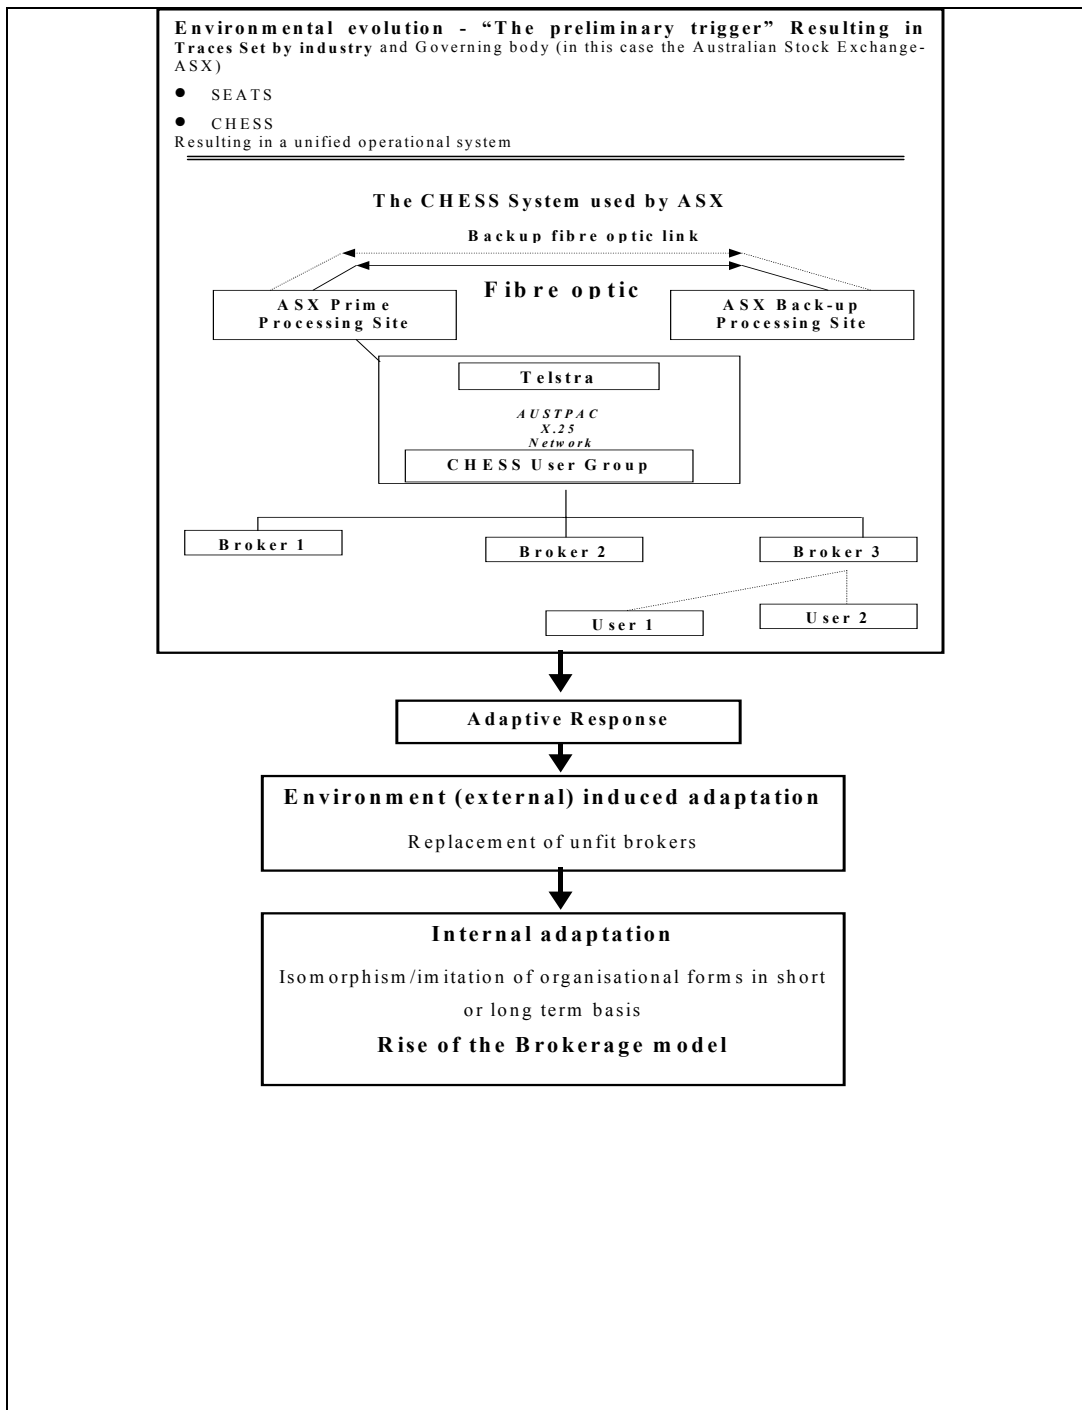 Environmental evolution - “The preliminary trigger” Resulting in
Traces Set by industry and Governing body (in this case the Australian Stock Exchange-
ASX)
● SEATS
● CHESS
Resulting in a unified operational system
The CHESS System used by ASX
Backup fibre optic link
Fibre optic
ASX Prime
Processing Site
ASX Back-up
Processing Site
Telstra
AUSTPAC
X.25
Network
CHESS User Group
Broker 1
Broker 2
Broker 3
User 1
User 2
Adaptive Response
Environment (external) induced adaptation
Replacement of unfit brokers
Internal adaptation
Isomorphism/imitation of organisational forms in short
or long term basis
Rise of the Brokerage model